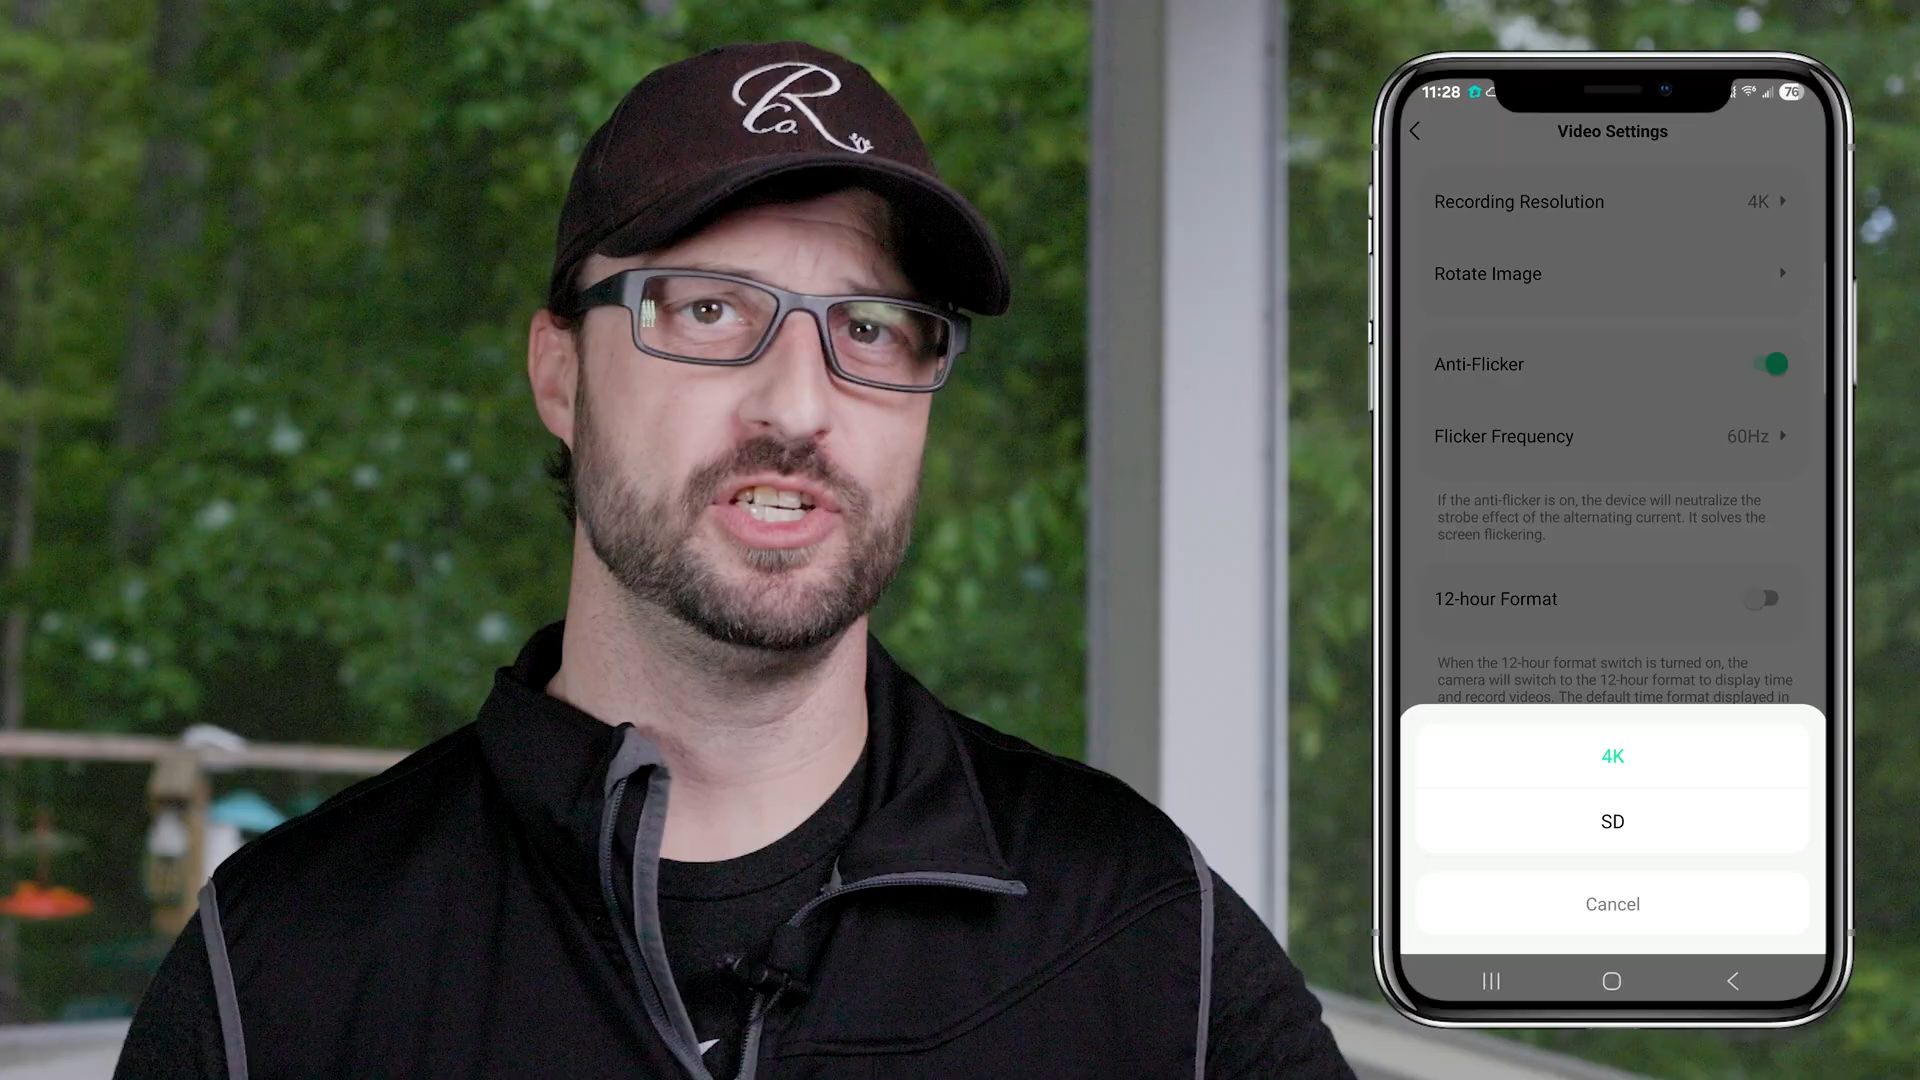 R
Co.
11:28
76
Video Settings
Recording Resolution 4K
Rotate Image
Anti-Flicker
Flicker Frequency 60Hz
If the anti-flicker is on, the device will neutralize the
strobe effect of the alternating current. It solves the
screen flickering.
12-hour Format
When the 12-hour format switch is turned on, the
camera will switch to the 12-hour format to display time
and record videos. The default time format displayed in
4K
SD
Cancel